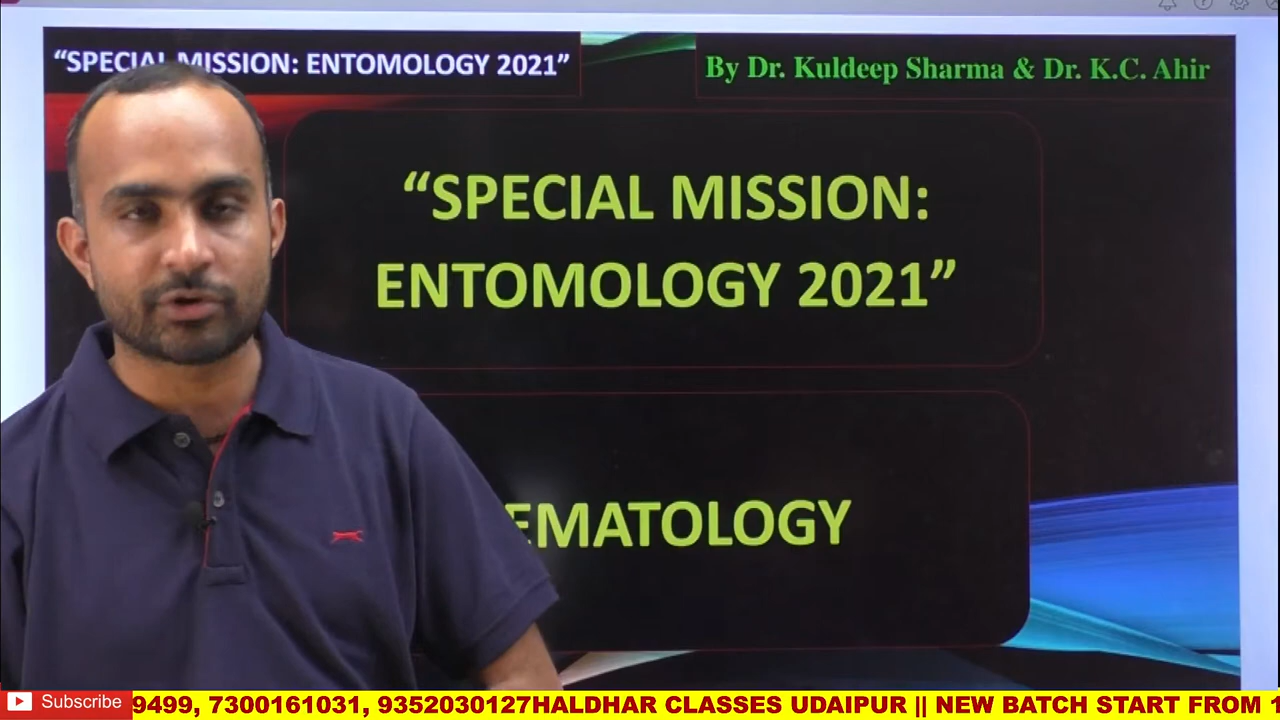 “SPECIAL MISSION: ENTOMOLOGY 2021”
By Dr. Kuldeep Sharma & Dr. K.C. Ahir
“SPECIAL MISSION:
ENTOMOLOGY 2021”
EMATOLOGY
Subscribe
9499, 7300161031, 9352030127HALDHAR CLASSES UDAIPUR || NEW BATCH START FROM 1